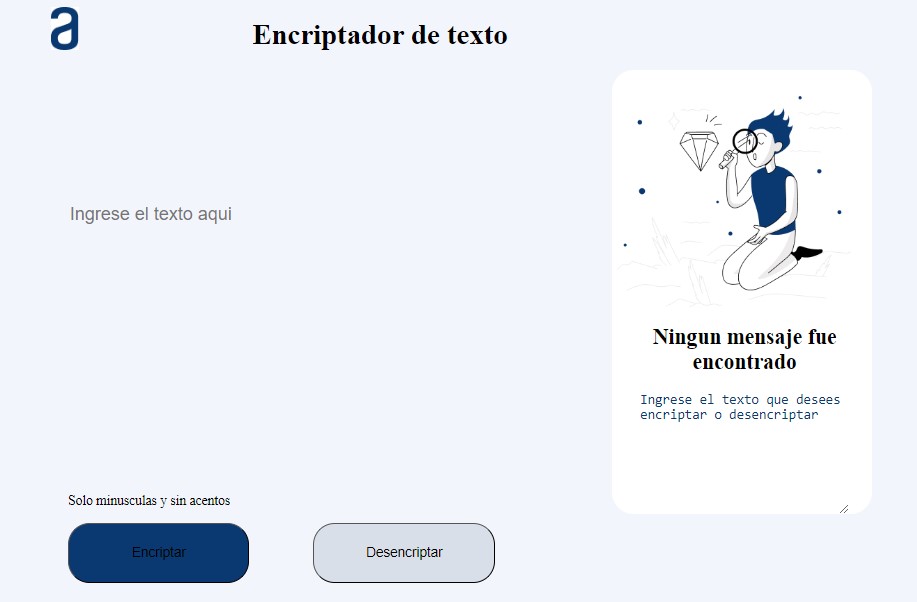 a
Encriptador de texto
Ingrese el texto aqui
Ningun mensaje fue
encontrado
Ingrese el texto que desees
encriptar o desencriptar
Solo minusculas y sin acentos
Encriptar
Desencriptar